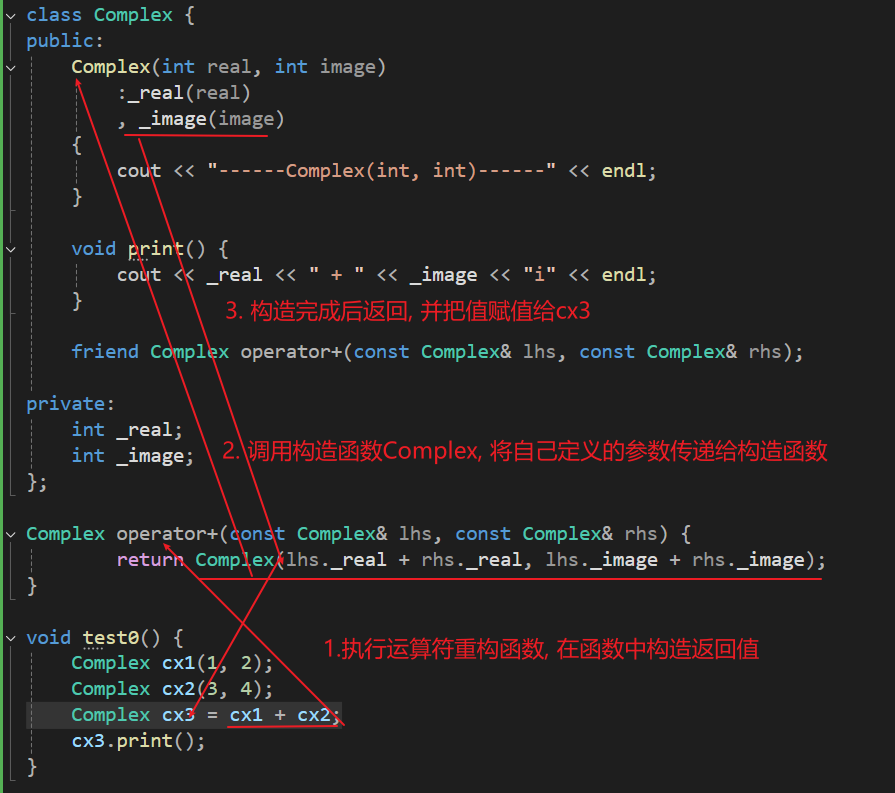 class Complex {
public:
Complex(int real, int image)
:_real(real)
, _image(image)
{
cout << "------Complex(int, int)------" << endl;
}
void print() {
cout << _real << " + " << _image << "i" << endl;
}
3. 构造完成后返回, 并把值赋值给cx3
friend Complex operator+(const Complex& lhs, const Complex& rhs);
private:
int _real;
2. 调用构造函数Complex, 将自己定义的参数传递给构造函数
int _image;
};
Complex operator+(const Complex& lhs, const Complex& rhs) {
return Complex(lhs._real + rhs._real, lhs._image + rhs._image);
}
void test0() {
1.执行运算符重构函数, 在函数中构造返回值
Complex cx1(1, 2);
Complex cx2(3, 4);
Complex cx3 = cx1 + cx2;
cx3.print();
}